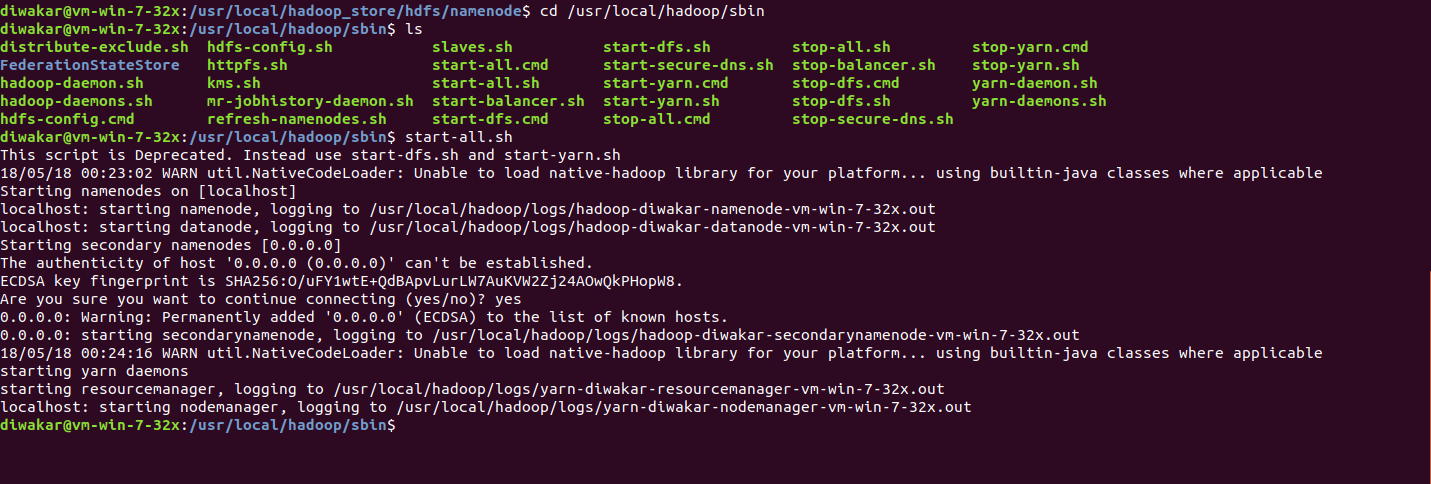 diwakar@vm-win-7-32x:/usr/local/hadoop_store/hdfs/namenode$ cd /usr/local/hadoop/sbin
diwakar@vm-win-7-32x:/usr/local/hadoop/sbin$ ls
distribute-exclude.sh hdfs-config.sh slaves.sh start-dfs.sh stop-all.sh stop-yarn.cmd
FederationStateStore httpfs.sh start-all.cmd start-secure-dns.sh stop-balancer.sh stop-yarn.sh
hadoop-daemon.sh kms.sh start-all.sh start-yarn.cmd stop-dfs.cmd yarn-daemon.sh
hadoop-daemons.sh mr-jobhistory-daemon.sh start-balancer.sh start-yarn.sh stop-dfs.sh yarn-daemons.sh
hdfs-config.cmd refresh-namenodes.sh start-dfs.cmd stop-all.cmd stop-secure-dns.sh
diwakar@vm-win-7-32x:/usr/local/hadoop/sbin$ start-all.sh
This script is Deprecated. Instead use start-dfs.sh and start-yarn.sh
18/05/18 00:23:02 WARN util.NativeCodeLoader: Unable to load native-hadoop library for your platform... using builtin-java classes where applicable
Starting namenodes on [localhost]
localhost: starting namenode, logging to /usr/local/hadoop/logs/hadoop-diwakar-namenode-vm-win-7-32x.out
localhost: starting datanode, logging to /usr/local/hadoop/logs/hadoop-diwakar-datanode-vm-win-7-32x.out
Starting secondary namenodes [0.0.0.0]
The authenticity of host '0.0.0.0 (0.0.0.0)' can't be established.
ECDSA key fingerprint is SHA256:O/uFY1wtE+QdBApvLurLW7AuKVW2Zj24AOwQkPHopW8.
Are you sure you want to continue connecting (yes/no)? yes
0.0.0.0: Warning: Permanently added '0.0.0.0' (ECDSA) to the list of known hosts.
0.0.0.0: starting secondarynamenode, logging to /usr/local/hadoop/logs/hadoop-diwakar-secondarynamenode-vm-win-7-32x.out
18/05/18 00:24:16 WARN util.NativeCodeLoader: Unable to load native-hadoop library for your platform... using builtin-java classes where applicable
starting yarn daemons
starting resourcemanager, logging to /usr/local/hadoop/logs/yarn-diwakar-resourcemanager-vm-win-7-32x.out
localhost: starting nodemanager, logging to /usr/local/hadoop/logs/yarn-diwakar-nodemanager-vm-win-7-32x.out
diwakar@vm-win-7-32x:/usr/local/hadoop/sbin$